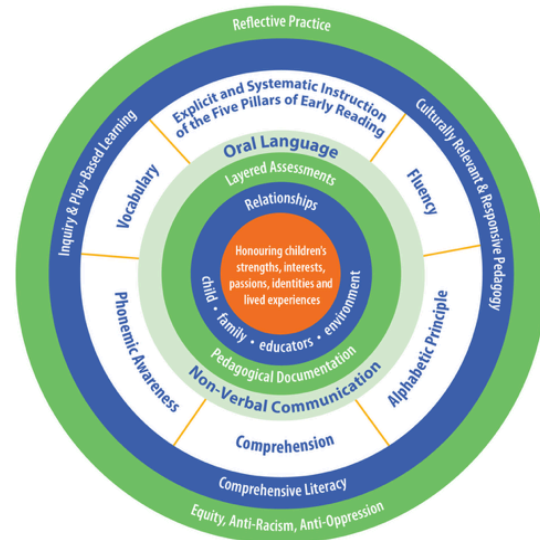 Reflective Practice
Inquiry & Play-Based Learning
Culturally Relevant & Responsive Pedagogy
Explicit and Systematic Instruction
of the Five Pillars of Early Reading
Vocabulary
Fluency
Oral Language
Layered Assessments
Relationships
Honouring children's
strengths, interests,
passions, identities and
lived experiences
child • family • educators • environment
Pedagogical Documentation
Non-Verbal Communication
Phonemic Awareness
Alphabetic Principle
Comprehension
Comprehensive Literacy
Equity, Anti-Racism, Anti-Oppression